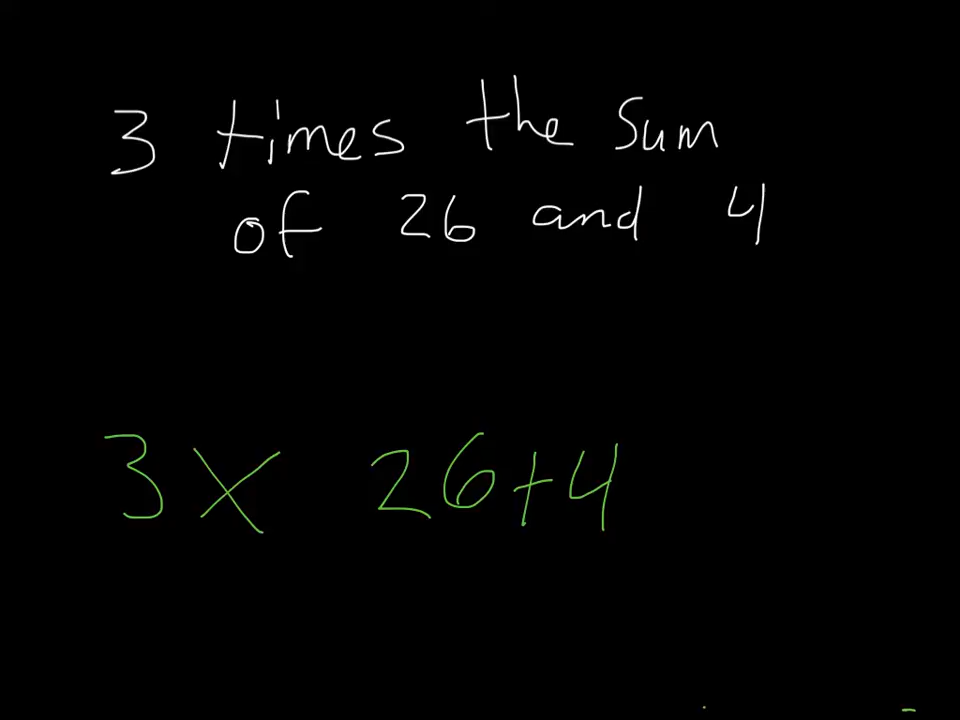 3 times the sum
of 26 and 4
3 x 26+4